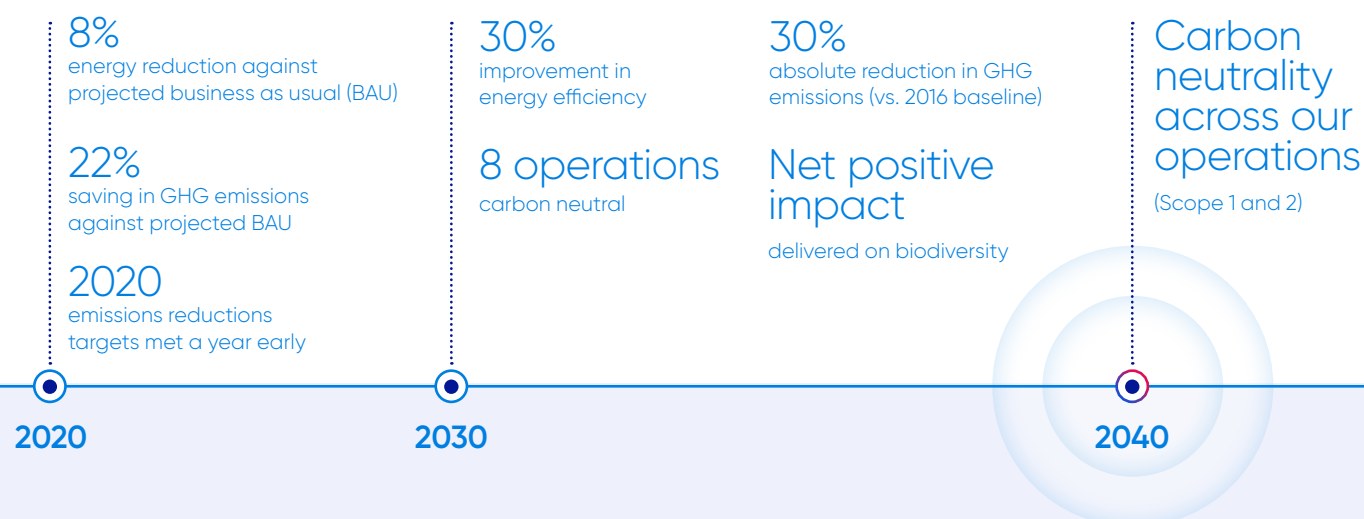 8%
energy reduction against
projected business as usual (BAU)
22%
saving in GHG emissions
against projected BAU
2020
emissions reductions
targets met a year early
30%
improvement in
energy efficiency
8 operations
carbon neutral
30%
absolute reduction in GHG
emissions (vs. 2016 baseline)
Net positive
impact
delivered on biodiversity
Carbon
neutrality
across our
operations
(Scope 1 and 2)
2020
2030
2040